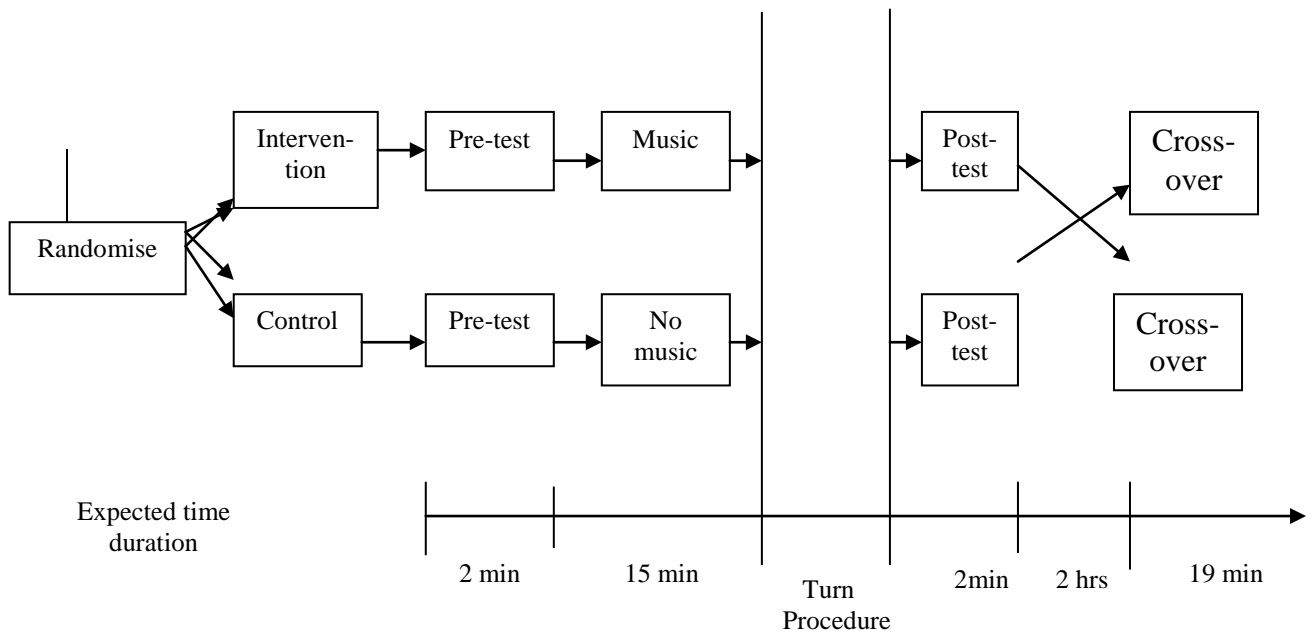 Interven-
tion
Pre-test
Music
Post-
test
Cross-
over
Randomise
Control
Pre-test
No
music
Post-
test
Cross-
over
Expected time
duration
2 min
15 min
Turn
Procedure
2min
2 hrs
19 min